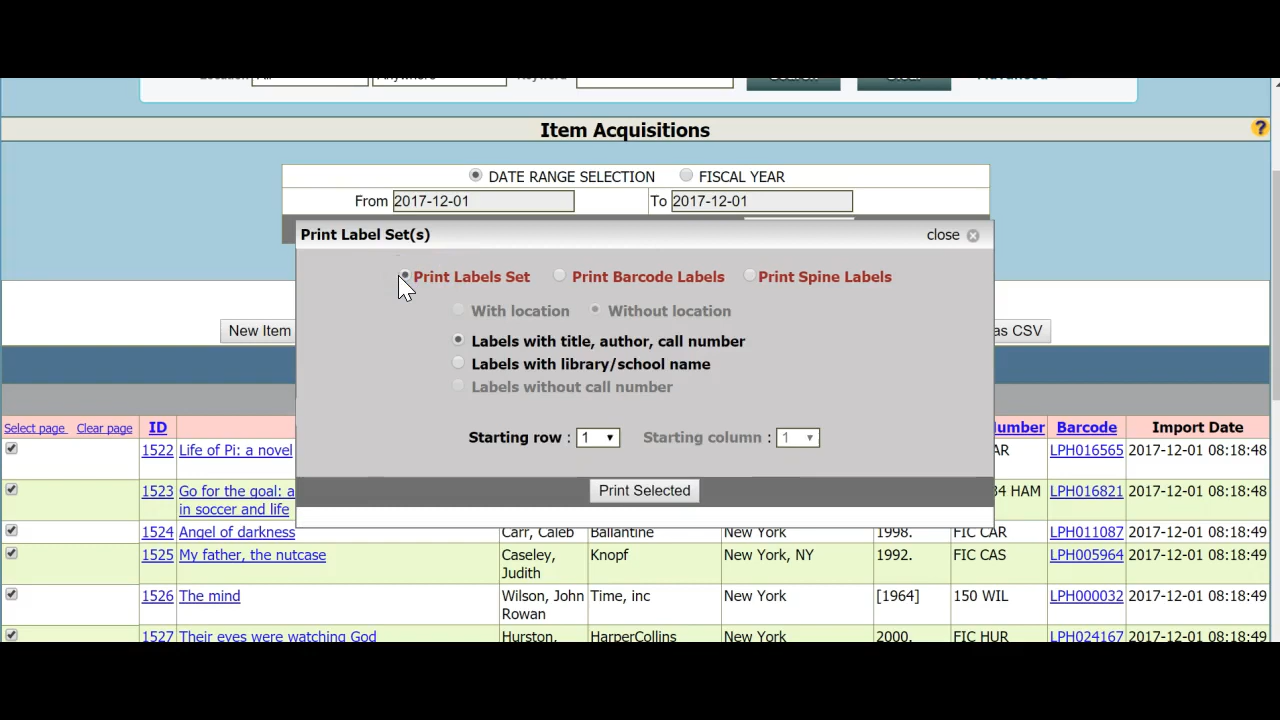 Item Acquisitions
?
DATE RANGE SELECTION FISCAL YEAR
From 2017-12-01 To 2017-12-01
Print Label Set(s) close
Print Labels Set Print Barcode Labels Print Spine Labels
With location Without location
Labels with title, author, call number
Labels with library/school name
Labels without call number
Starting row : 1 Starting column : 1
Print Selected
New Item as CSV
Select page Clear page ID umber Barcode Import Date
1522 Life of Pi: a novel AR LPH016565 2017-12-01 08:18:48
1523 Go for the goal: a 34 HAM LPH016821 2017-12-01 08:18:48
in soccer and life
1524 Angel of darkness Carr, Caleb Ballantine New York 1998. FIC CAR LPH011087 2017-12-01 08:18:49
1525 My father, the nutcase Caseley, Knopf New York, NY 1992. FIC CAS LPH005964 2017-12-01 08:18:49
Judith
1526 The mind Wilson, John Time, inc New York [1964] 150 WIL LPH000032 2017-12-01 08:18:49
Rowan
1527 Their eyes were watching God Hurston, HarperCollins New York 2000. FIC HUR LPH024167 2017-12-01 08:18:49